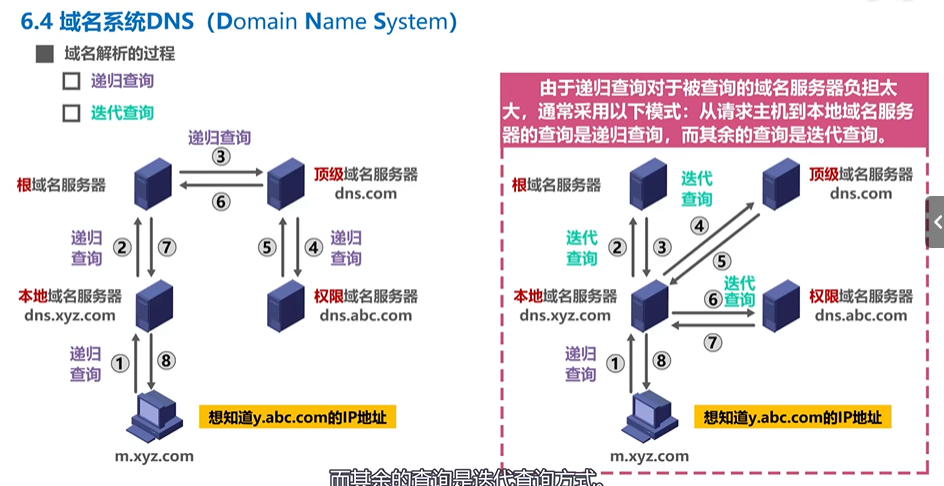 6.4 域名系统DNS（Domain Name System）
域名解析的过程
递归查询
迭代查询
递归查询
③
⑥
根域名服务器
顶级域名服务器
dns.com
递归
查询
②
⑦
⑤
④
递归
查询
本地域名服务器
dns.xyz.com
权限域名服务器
dns.abc.com
递归
查询
①
⑧
想知道y.abc.com的IP地址
m.xyz.com
由于递归查询对于被查询的域名服务器负担太
大，通常采用以下模式：从请求主机到本地域名服务
器的查询是递归查询，而其余的查询是迭代查询。
根域名服务器
迭代
查询
顶级域名服务器
dns.com
④
⑤
迭代
查询
②
③
本地域名服务器
dns.xyz.com
迭代
查询
⑥
⑦
权限域名服务器
dns.abc.com
递归
查询
①
⑧
想知道y.abc.com的IP地址
m.xyz.com
而其余的查询是迭代查询方式。